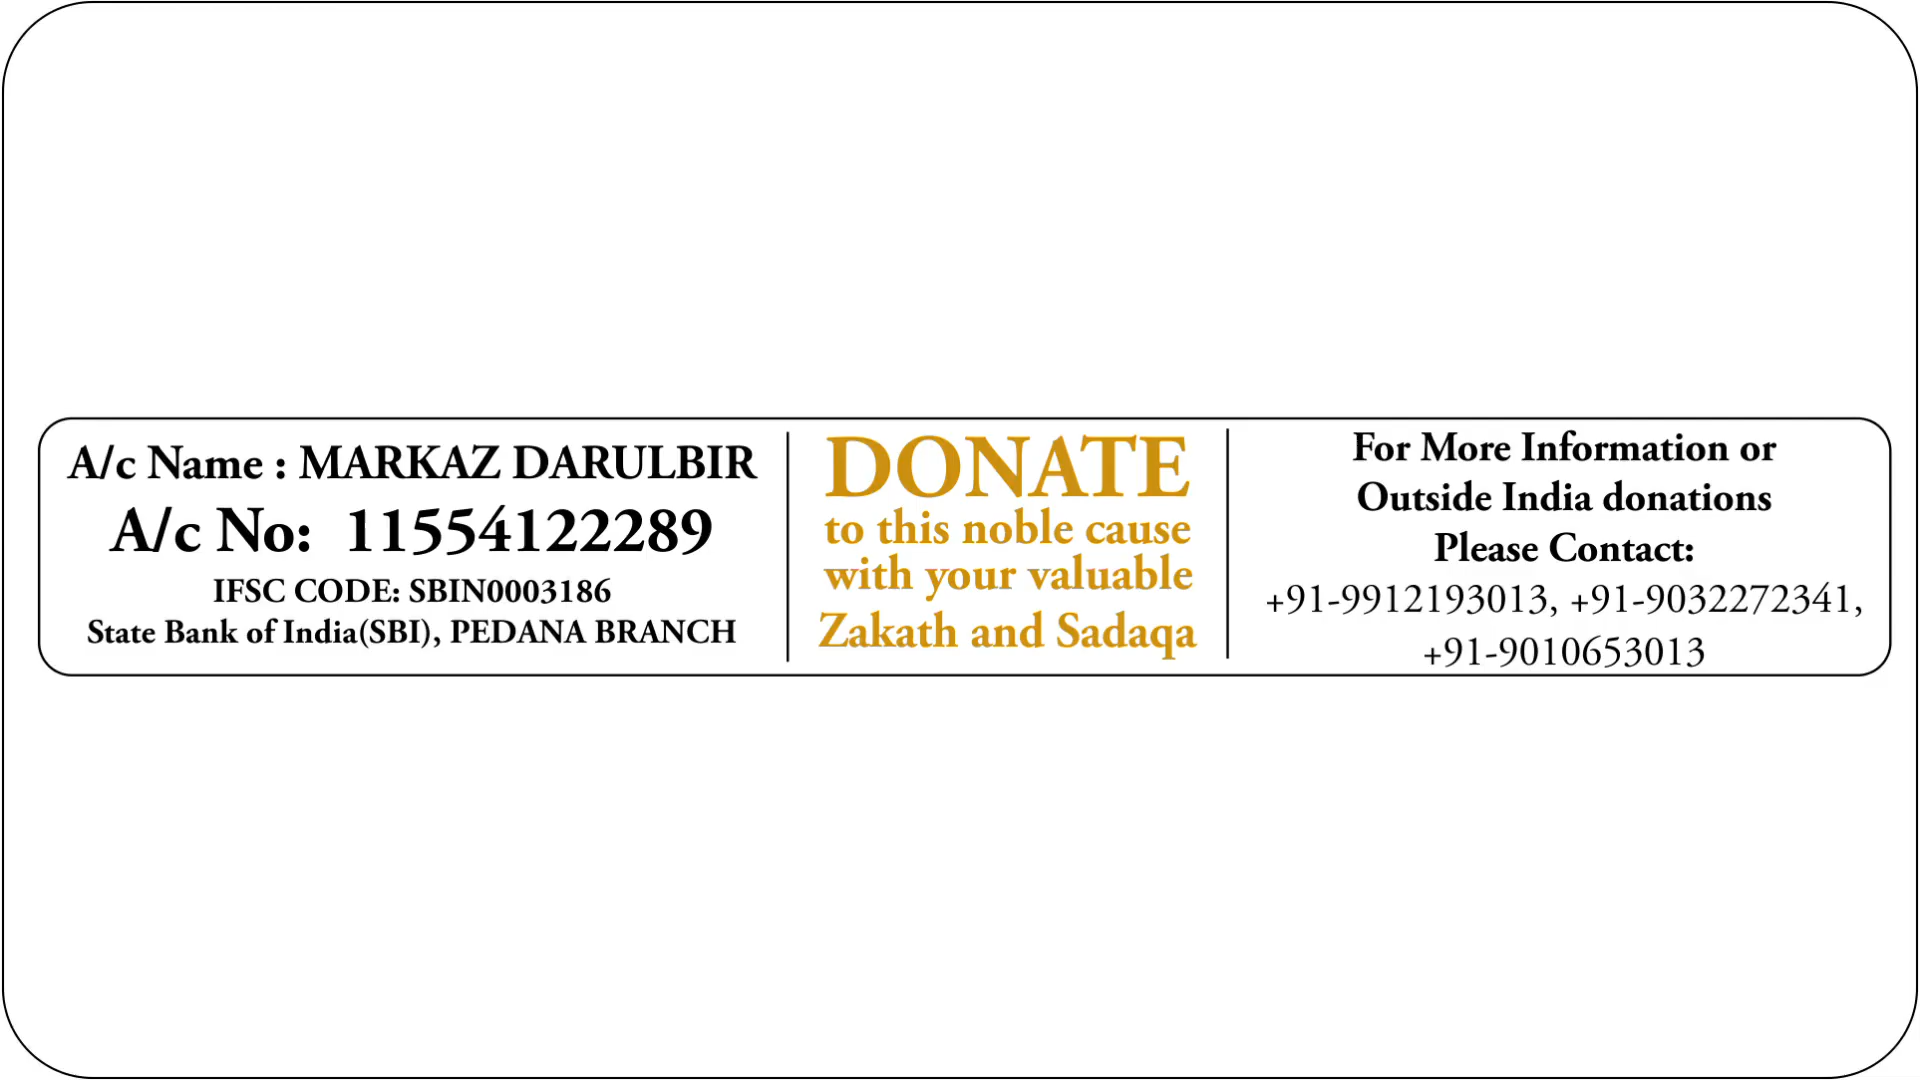 A/c Name : MARKAZ DARULBIR
A/c No: 11554122289
IFSC CODE: SBIN0003186
State Bank of India(SBI), PEDANA BRANCH
DONATE
to this noble cause
with your valuable
Zakath and Sadaqa
For More Information or
Outside India donations
Please Contact:
+91-9912193013, +91-9032272341,
+91-9010653013